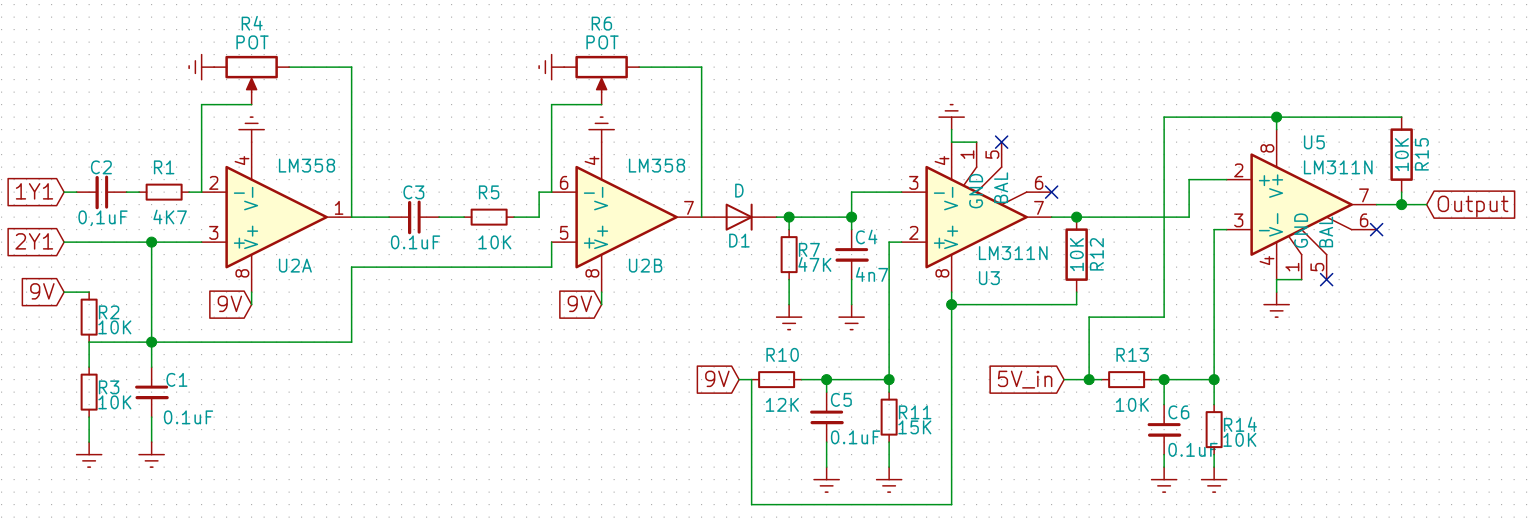 R4
POT
R6
POT
4
LM358
4
LM358
4
1
5
GND
BAL
8
U5
LM311N
10K
R15
C2
R1
1Y1
0,1uF
4K7
2
−
V−
1
C3
R5
0.1uF
10K
6
−
V−
7
D
D1
3
−
V−
6
7
2
+
V+
7
Output
2Y1
3
+
V+
8
U2A
5
+
V+
8
U2B
R7
47K
C4
4n7
2
+
V+
8
LM311N
U3
10K
R12
3
−
V−
GND
BAL
6
4
1
5
9V
9V
9V
R2
10K
R3
10K
C1
0.1uF
9V
R10
12K
C5
0.1uF
R11
15K
5V_in
R13
10K
C6
0.1uF
R14
10K